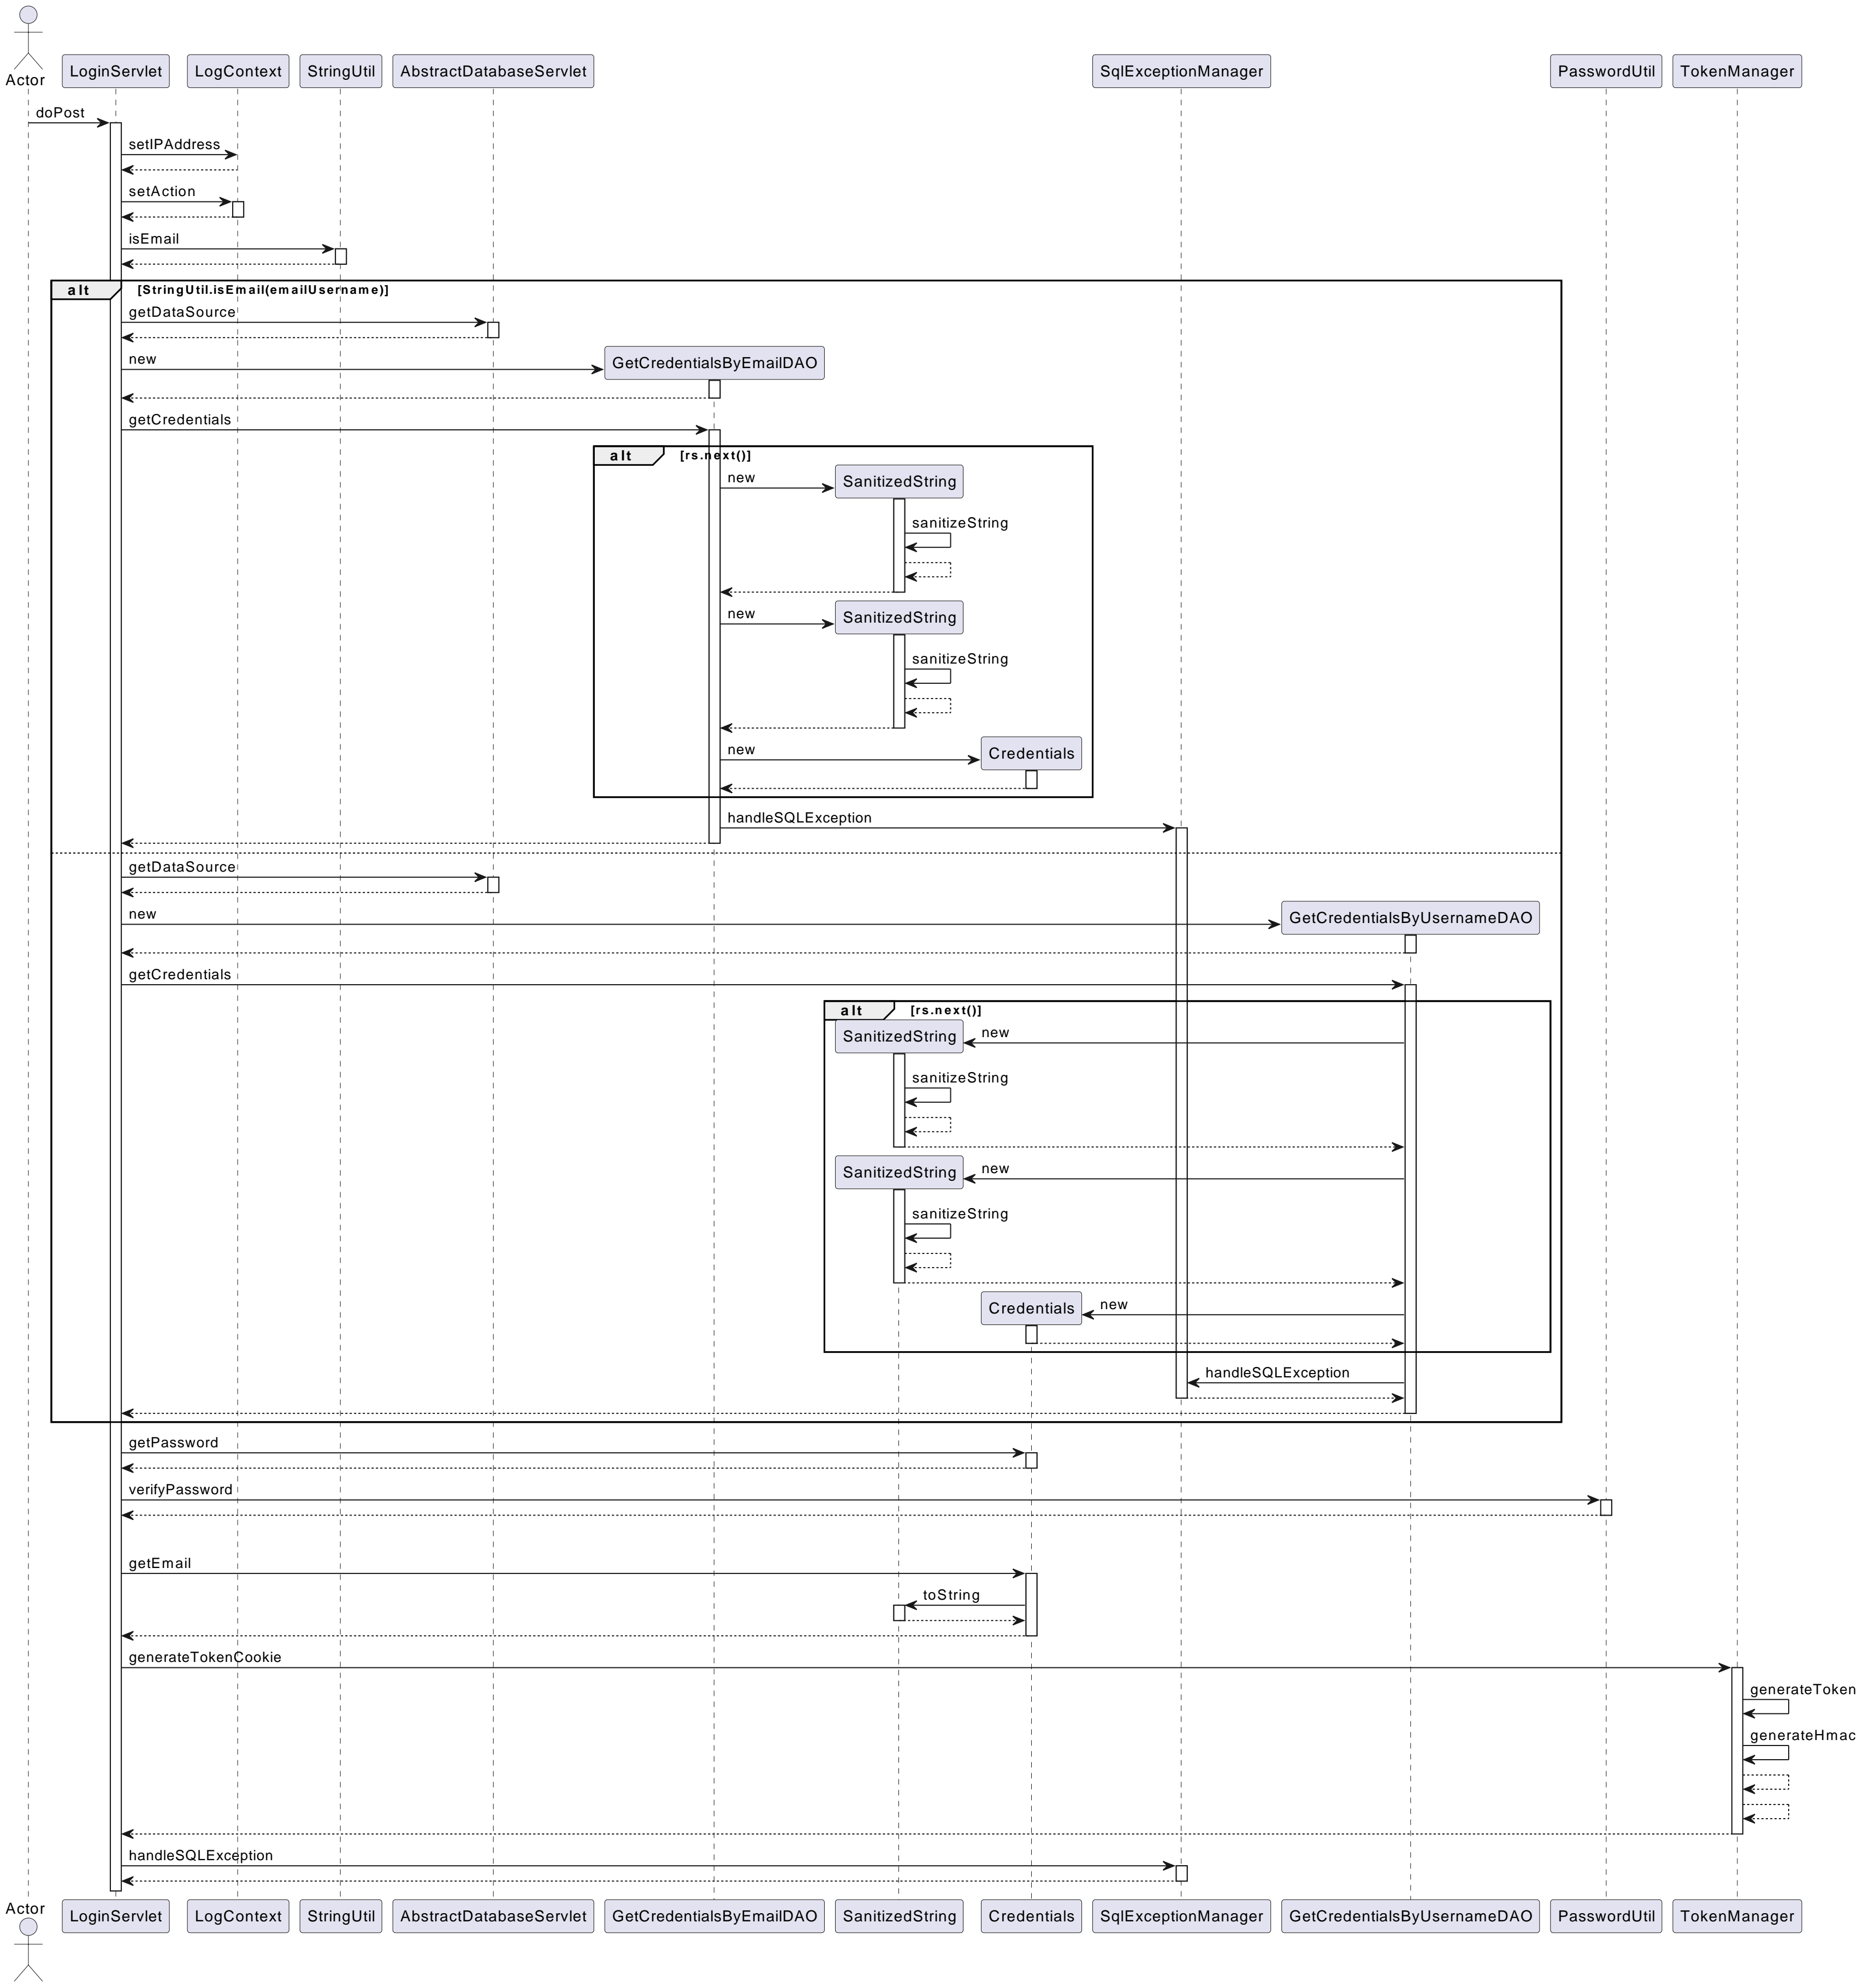 Actor
LoginServlet
LogContext
StringUtil
AbstractDatabaseServlet
SqlExceptionManager
PasswordUtil
TokenManager
doPost
setIPAddress
setAction
isEmail
alt [StringUtil.isEmail(emailUsername)]
getDataSource
new
GetCredentialsByEmailDAO
getCredentials
alt [rs.next()]
new
SanitizedString
sanitizeString
new
SanitizedString
sanitizeString
new
Credentials
handleSQLException
getDataSource
new
GetCredentialsByUsernameDAO
getCredentials
alt [rs.next()]
SanitizedString
new
sanitizeString
SanitizedString
new
sanitizeString
Credentials
new
handleSQLException
getPassword
verifyPassword
getEmail
toString
generateTokenCookie
generateToken
generateHmac
handleSQLException
Actor
LoginServlet
LogContext
StringUtil
AbstractDatabaseServlet
GetCredentialsByEmailDAO
SanitizedString
Credentials
SqlExceptionManager
GetCredentialsByUsernameDAO
PasswordUtil
TokenManager